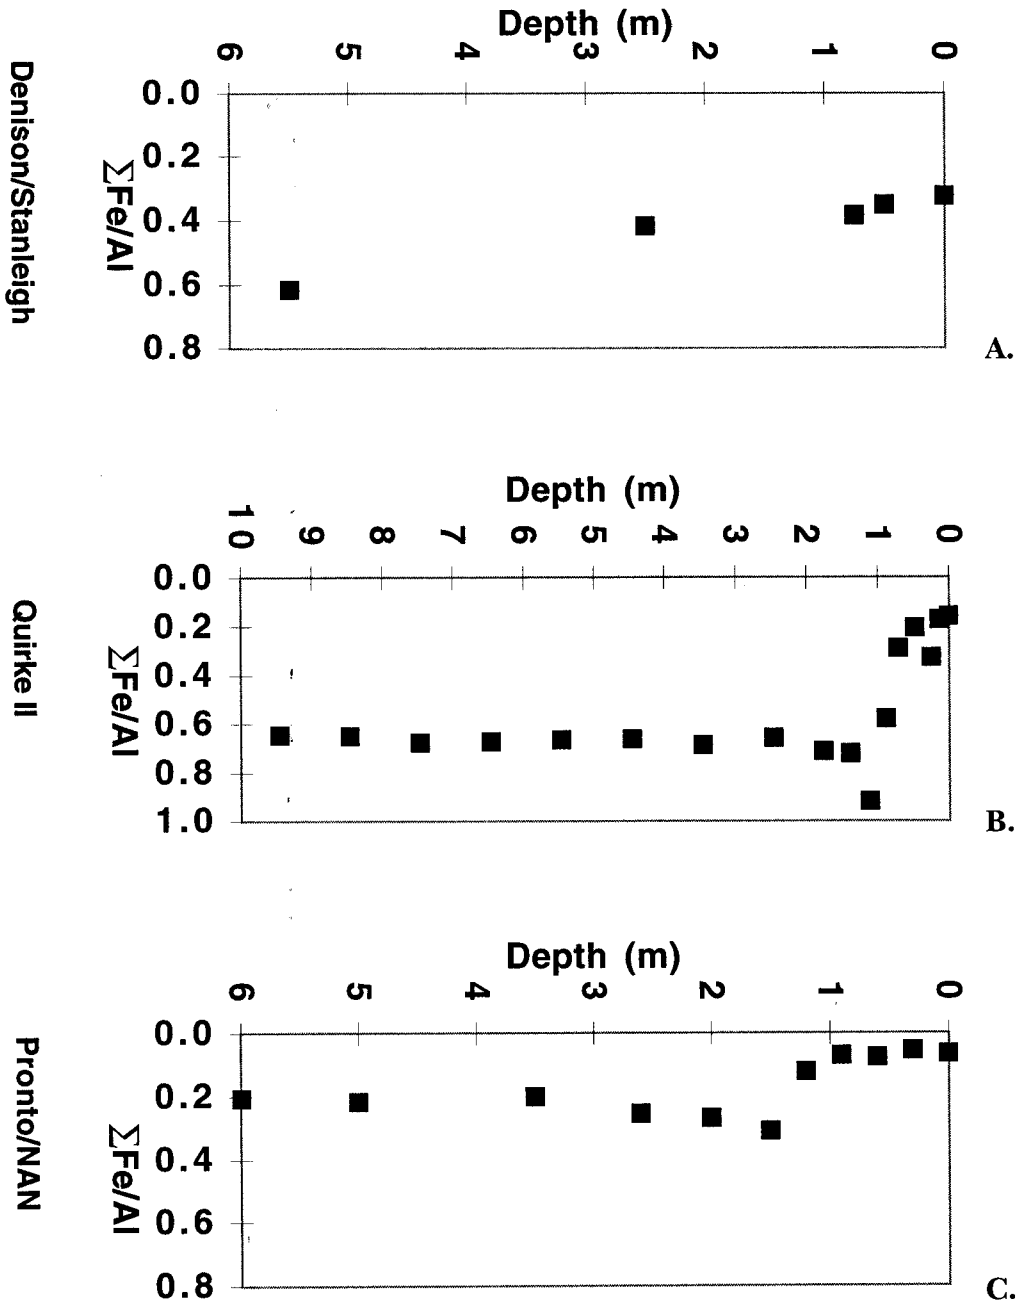 Depth (m)
6 5 4 3 2 1 0
Denison/Stanleigh
ΣFe/Al
0.0
0.2
0.4
0.6
0.8
A.
Depth (m)
10 9 8 7 6 5 4 3 2 1 0
Quirke II
ΣFe/Al
0.0
0.2
0.4
0.6
0.8
1.0
B.
Depth (m)
6 5 4 3 2 1 0
Pronto/NAN
ΣFe/Al
0.0
0.2
0.4
0.6
0.8
C.